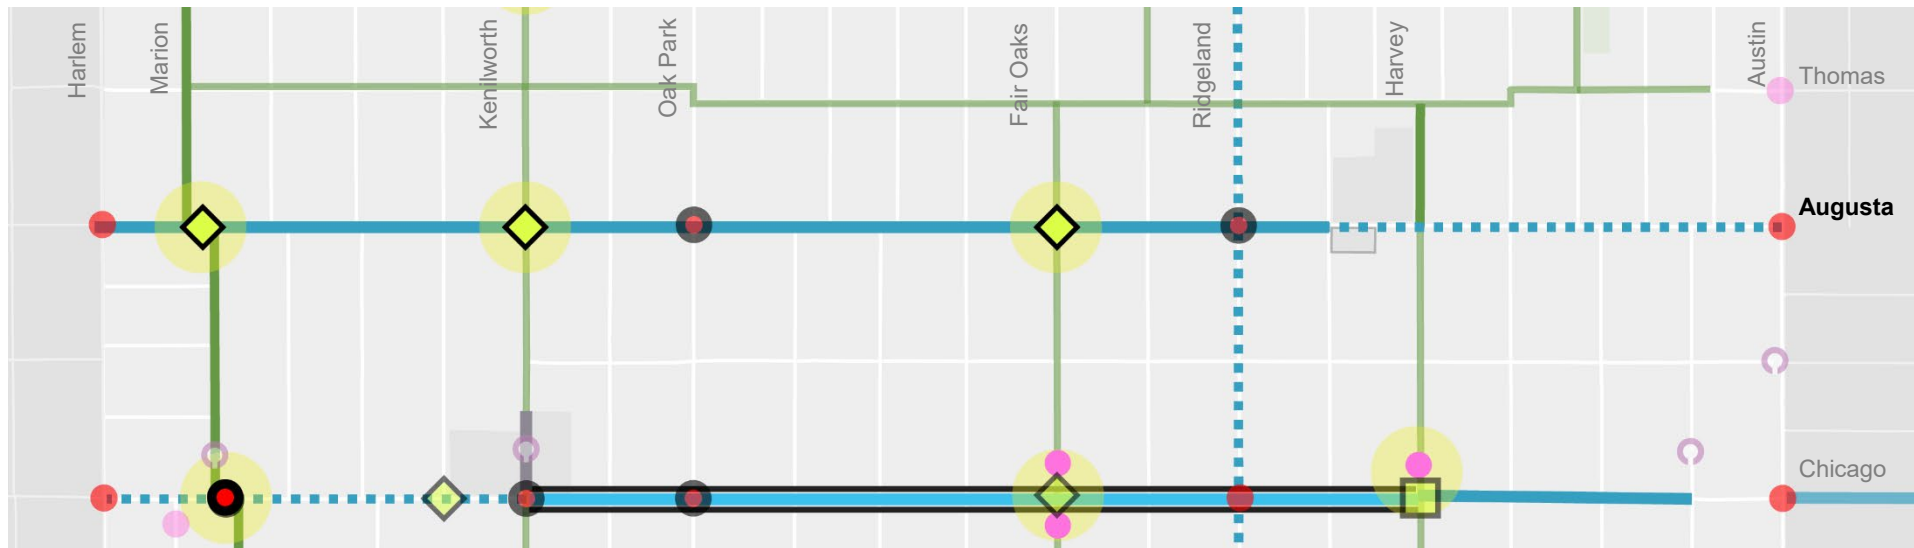 Harlem
Marion
Kenilworth
Oak Park
Fair Oaks
Ridgeland
Harvey
Austin
Thomas
Augusta
Chicago